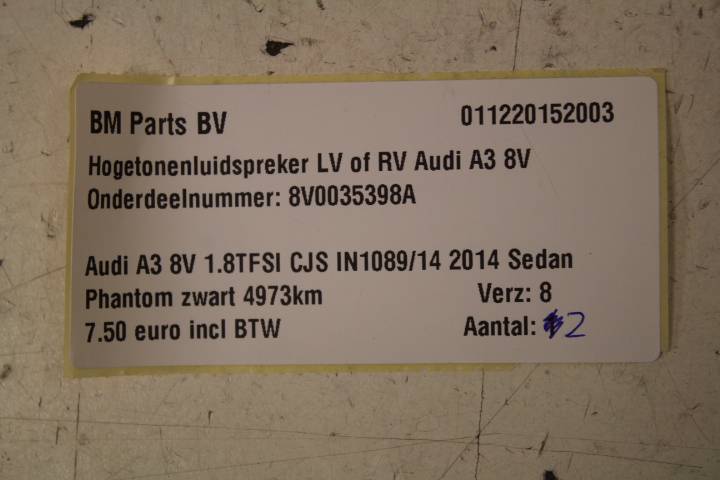 BM Parts BV 011220152003
Hogetonenluidspreker LV of RV Audi A3 8V
Onderdeelnummer: 8V0035398A
Audi A3 8V 1.8TFSI CJS IN1089/14 2014 Sedan
Phantom zwart 4973km Verz: 8
7.50 euro incl BTW Aantal: 2